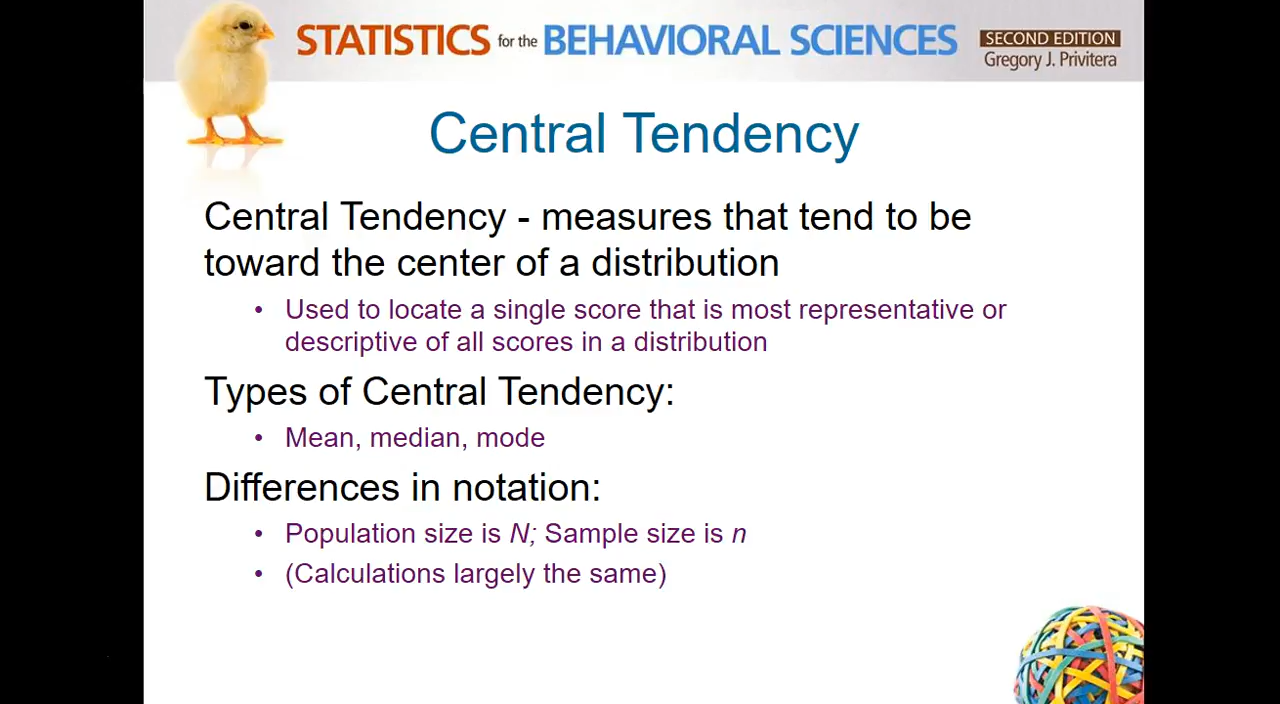 STATISTICS for the BEHAVIORAL SCIENCES SECOND EDITION
Gregory J. Privitera
Central Tendency
Central Tendency - measures that tend to be
toward the center of a distribution
• Used to locate a single score that is most representative or
descriptive of all scores in a distribution
Types of Central Tendency:
• Mean, median, mode
Differences in notation:
• Population size is N; Sample size is n
• (Calculations largely the same)